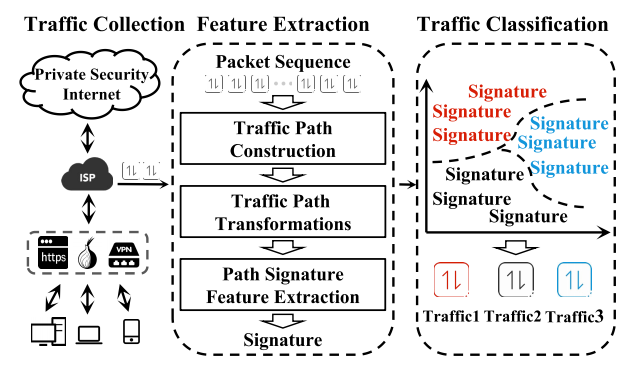 Traffic Collection
Feature Extraction
Traffic Classification
Private Security
Internet
ISP
https
VPN
Packet Sequence
Traffic Path
Construction
Traffic Path
Transformations
Path Signature
Feature Extraction
Signature
Signature
Signature
Signature
Signature
Signature
Signature
Signature
Signature
Signature
Traffic1
Traffic2
Traffic3